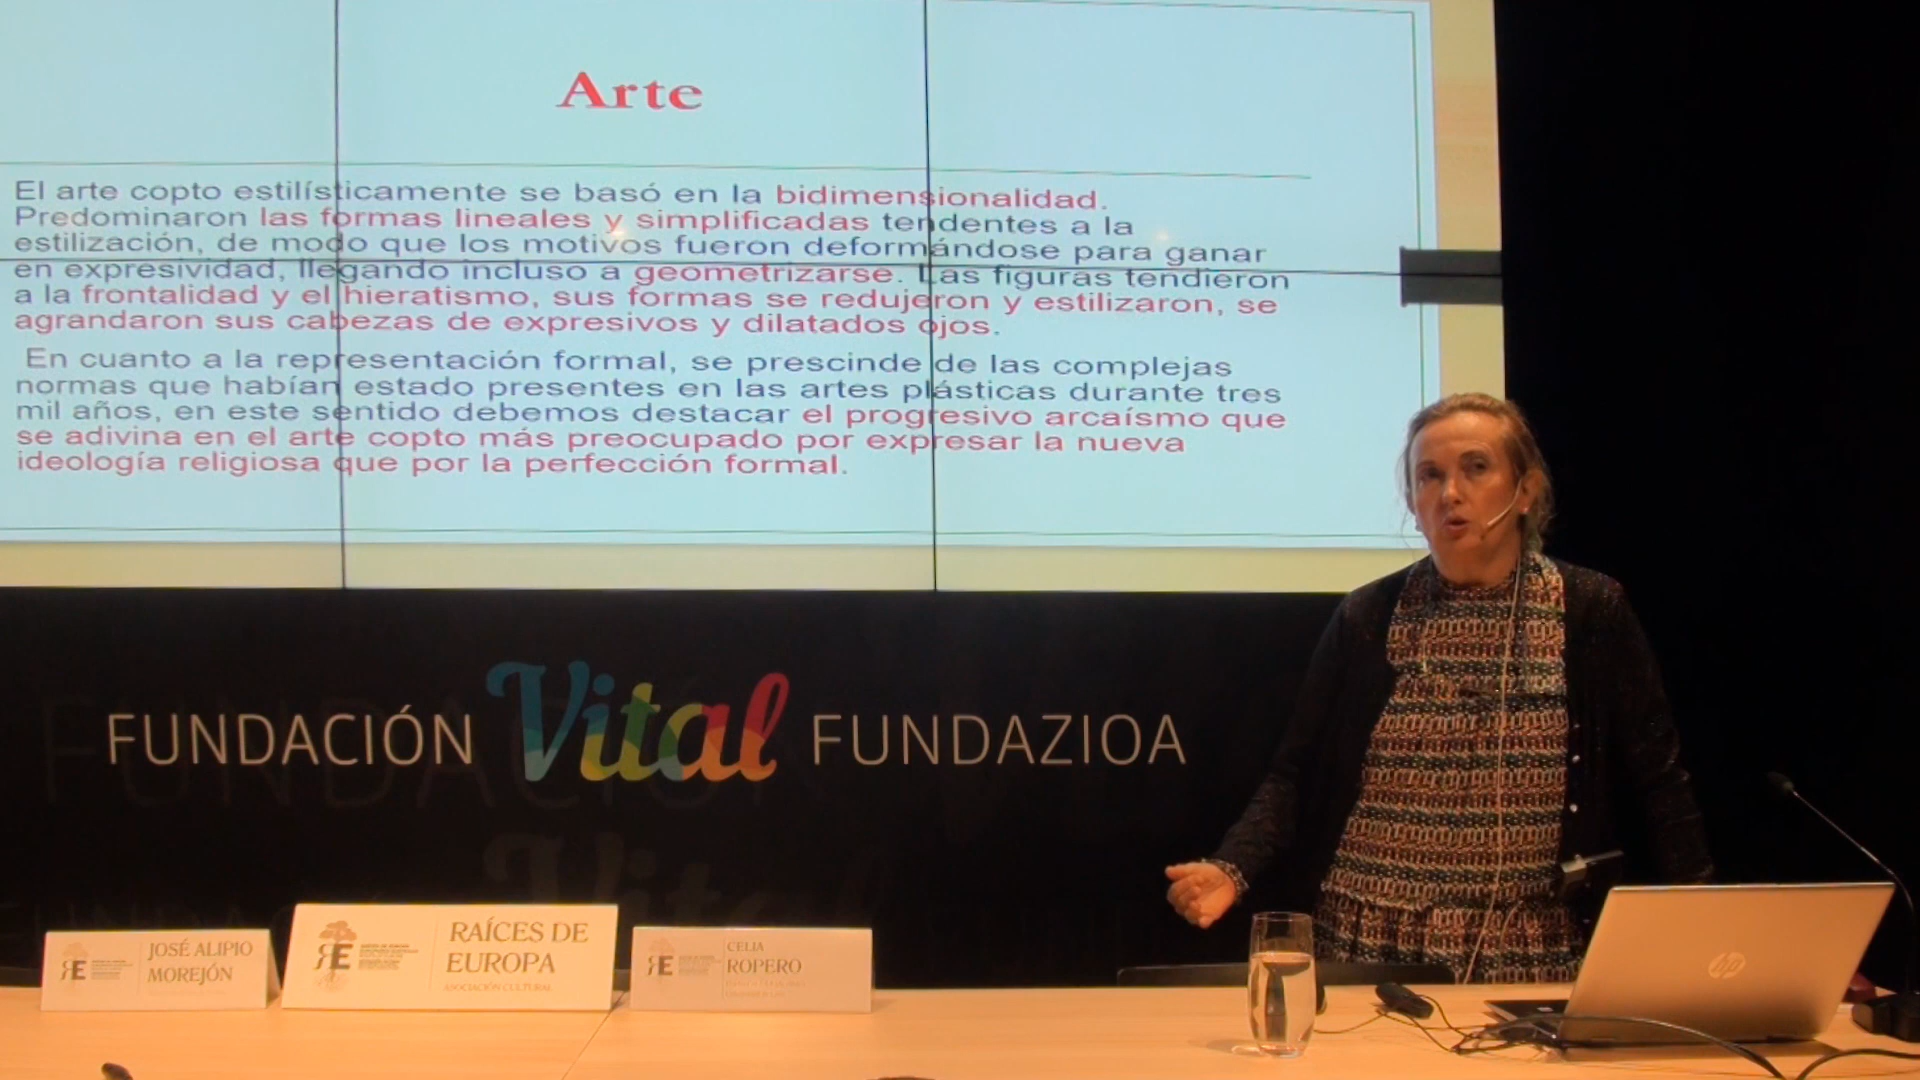 Arte
El arte copto estilísticamente se basó en la bidimensionalidad.
Predominaron las formas lineales y simplificadas tendentes a la
estilización, de modo que los motivos fueron deformándose para ganar
en expresividad, llegando incluso a geometrizarse. Las figuras tendieron
a la frontalidad y el hieratismo, sus formas se redujeron y estilizaron, se
agrandaron sus cabezas de expresivos y dilatados ojos.
En cuanto a la representación formal, se prescinde de las complejas
normas que habían estado presentes en las artes plásticas durante tres
mil años, en este sentido debemos destacar el progresivo arcaísmo que
se adivina en el arte copto más preocupado por expresar la nueva
ideología religiosa que por la perfección formal.
FUNDACIÓN Vital FUNDAZIOA
JOSÉ ALIPIO
MOREJÓN
RAÍCES DE
EUROPA
ASOCIACIÓN CULTURAL
CELIA
ROPERO
RE
RE
RE
hp